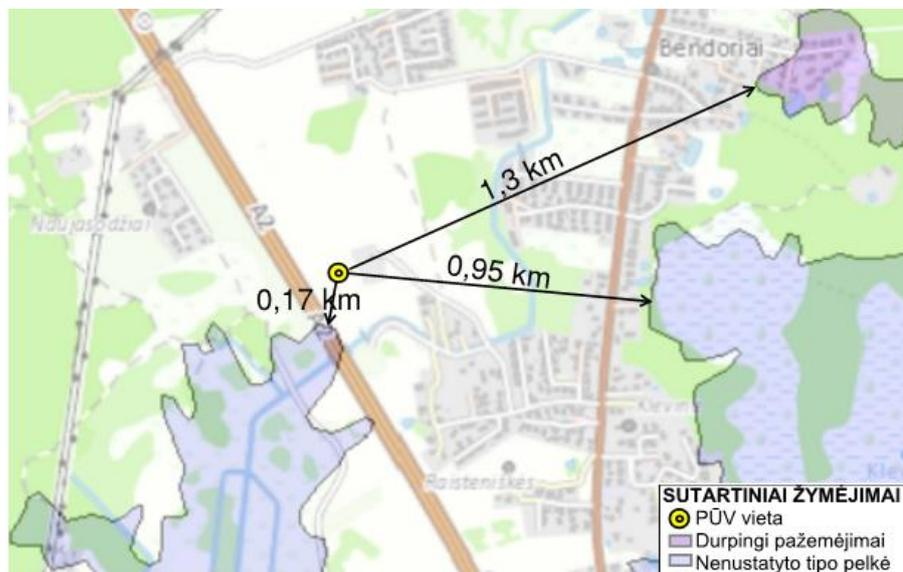 Bendoriai
1,3 km
Naujasodžiai
A2
0,95 km
0,17 km
Raisteniškės
SUTARTINIAI ŽYMĖJIMAI
PŪV vieta
Durpingi pažemėjimai
Nenustatyto tipo pelkė